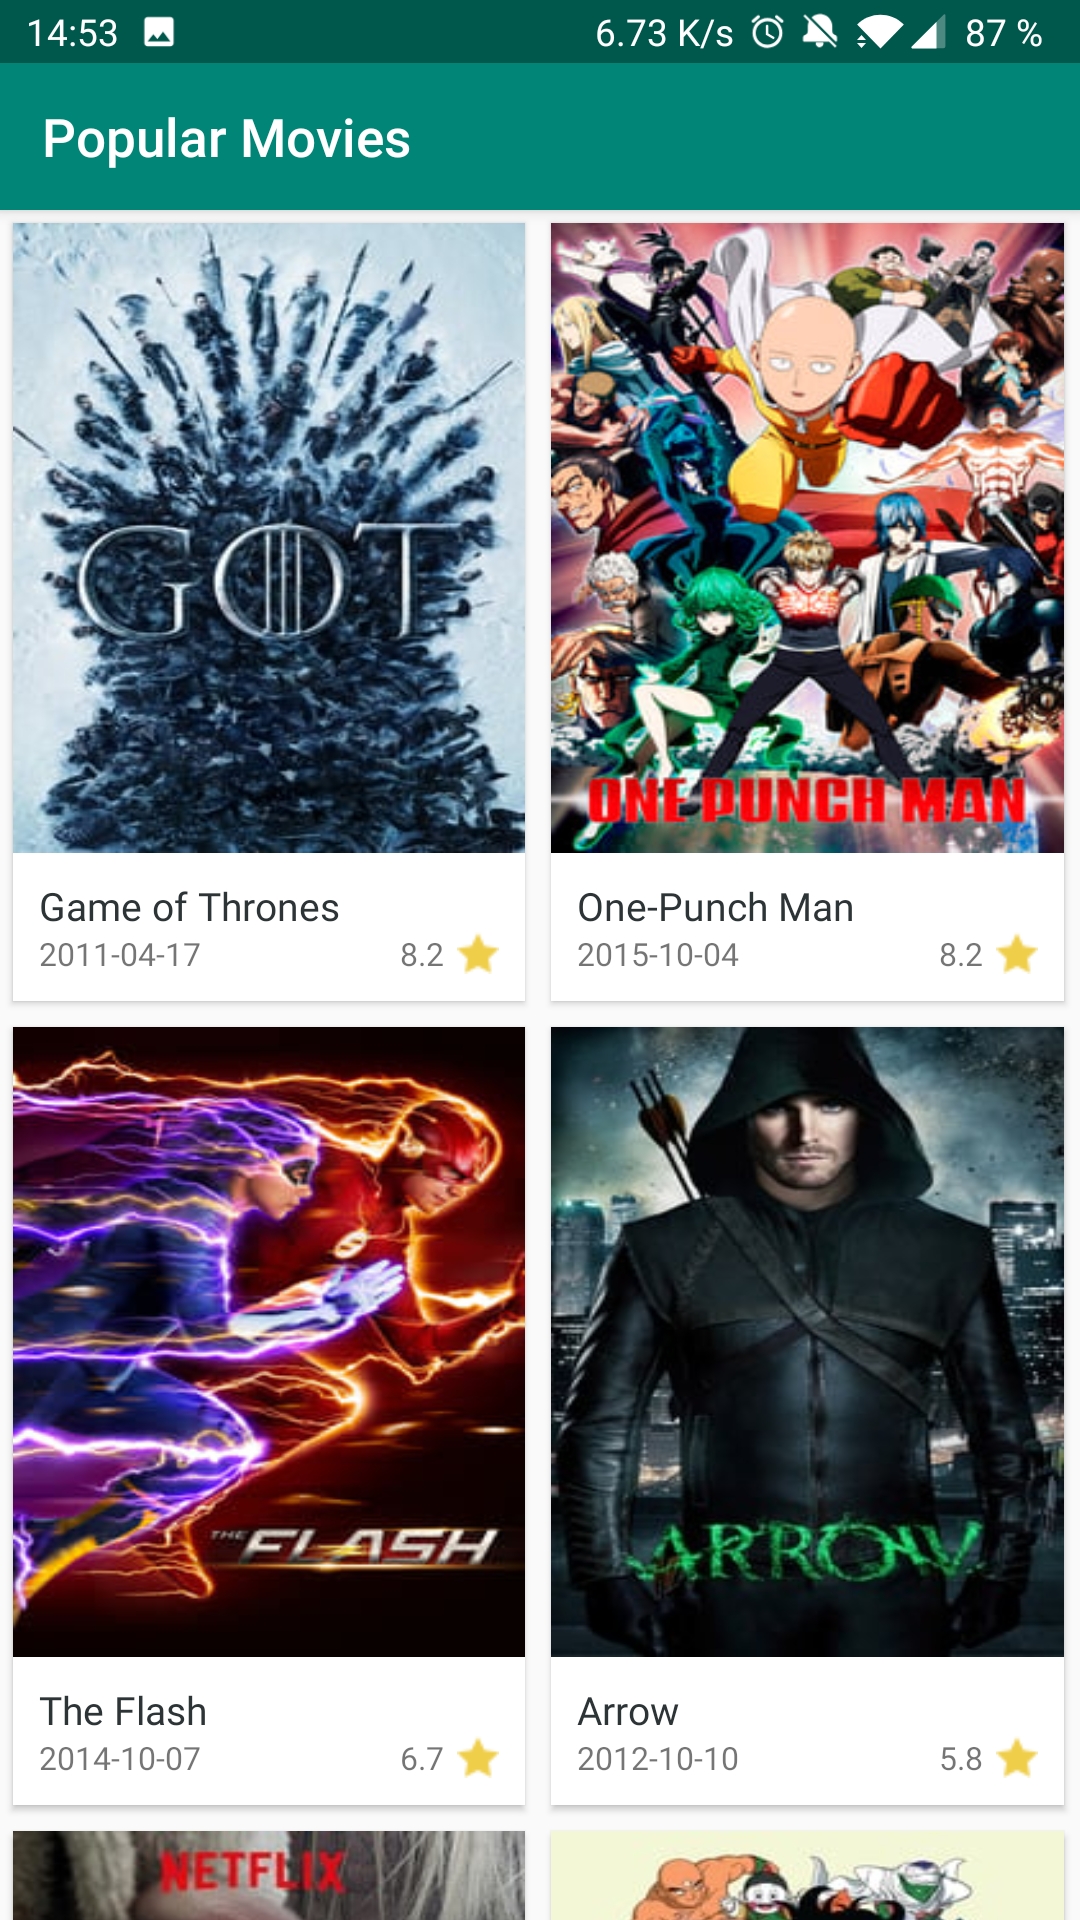 14:53 6.73 K/s 87 %
Popular Movies
GOT
ONE PUNCH MAN
Game of Thrones
2011-04-17 8.2
One-Punch Man
2015-10-04 8.2
THE FLASH
ARROW
The Flash
2014-10-07 6.7
Arrow
2012-10-10 5.8
NETFLIX